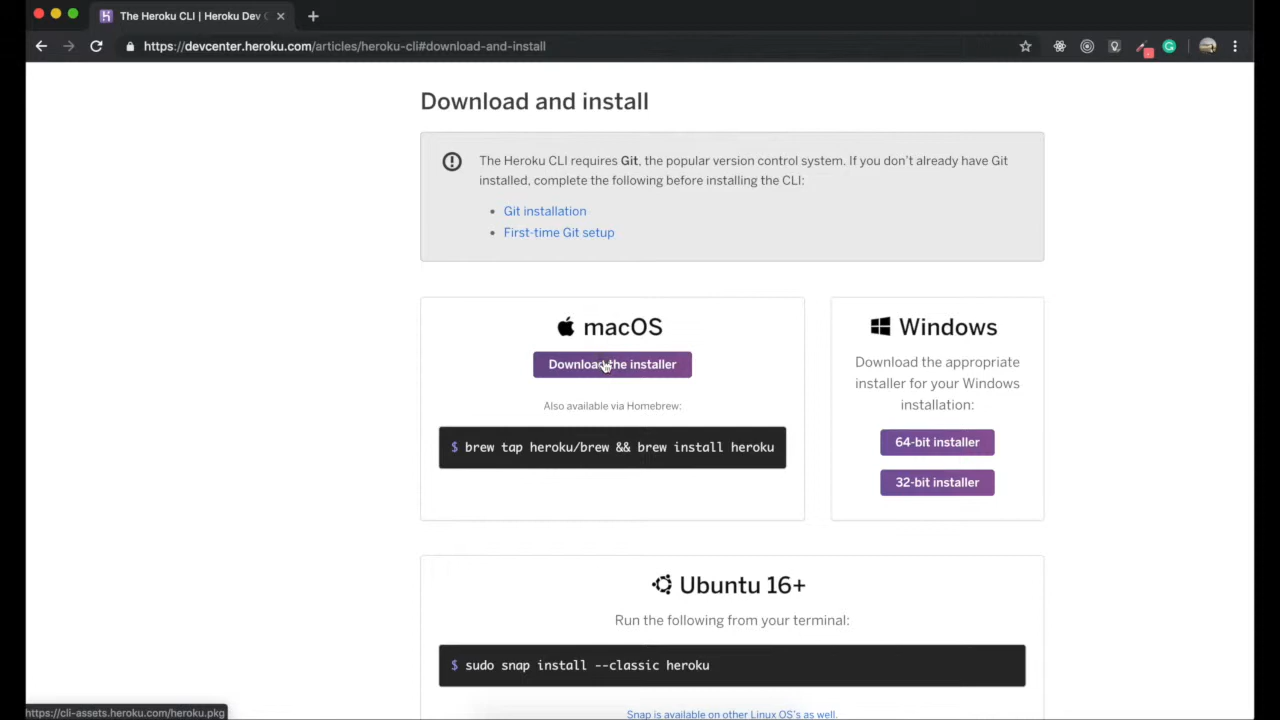 The Heroku CLI | Heroku Dev C
https://devcenter.heroku.com/articles/heroku-cli#download-and-install
Download and install
The Heroku CLI requires Git, the popular version control system. If you don't already have Git
installed, complete the following before installing the CLI:
• Git installation
• First-time Git setup
macOS
Download the installer
Also available via Homebrew:
$ brew tap heroku/brew && brew install heroku
Windows
Download the appropriate
installer for your Windows
installation:
64-bit installer
32-bit installer
Ubuntu 16+
Run the following from your terminal:
$ sudo snap install --classic heroku
Snap is available on other Linux OS's as well.
https://cli-assets.heroku.com/heroku.pkg